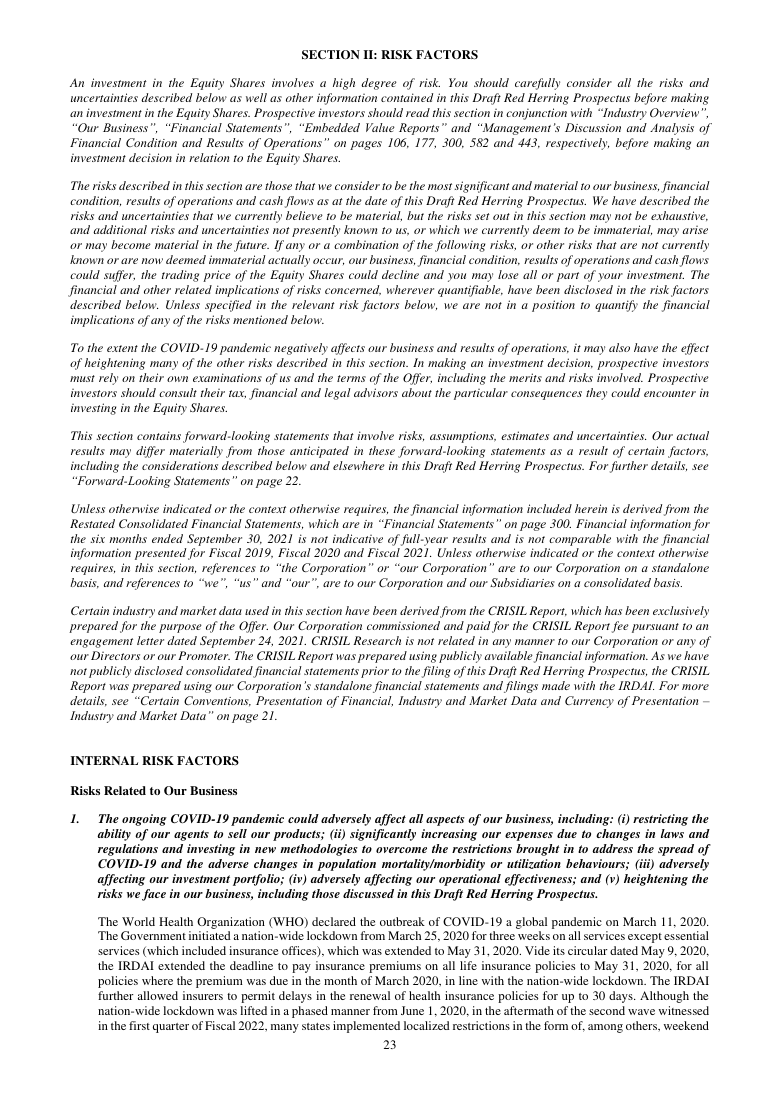 SECTION II: RISK FACTORS
An investment in the Equity Shares involves a high degree of risk. You should carefully consider all the risks and
uncertainties described below as well as other information contained in this Draft Red Herring Prospectus before making
an investment in the Equity Shares. Prospective investors should read this section in conjunction with “Industry Overview”,
“Our Business”, “Financial Statements”, “Embedded Value Reports” and “Management’s Discussion and Analysis of
Financial Condition and Results of Operations” on pages 106, 177, 300, 582 and 443, respectively, before making an
investment decision in relation to the Equity Shares.
The risks described in this section are those that we consider to be the most significant and material to our business, financial
condition, results of operations and cash flows as at the date of this Draft Red Herring Prospectus. We have described the
risks and uncertainties that we currently believe to be material, but the risks set out in this section may not be exhaustive,
and additional risks and uncertainties not presently known to us, or which we currently deem to be immaterial, may arise
or may become material in the future. If any or a combination of the following risks, or other risks that are not currently
known or are now deemed immaterial actually occur, our business, financial condition, results of operations and cash flows
could suffer, the trading price of the Equity Shares could decline and you may lose all or part of your investment. The
financial and other related implications of risks concerned, wherever quantifiable, have been disclosed in the risk factors
described below. Unless specified in the relevant risk factors below, we are not in a position to quantify the financial
implications of any of the risks mentioned below.
To the extent the COVID-19 pandemic negatively affects our business and results of operations, it may also have the effect
of heightening many of the other risks described in this section. In making an investment decision, prospective investors
must rely on their own examinations of us and the terms of the Offer, including the merits and risks involved. Prospective
investors should consult their tax, financial and legal advisors about the particular consequences they could encounter in
investing in the Equity Shares.
This section contains forward-looking statements that involve risks, assumptions, estimates and uncertainties. Our actual
results may differ materially from those anticipated in these forward-looking statements as a result of certain factors,
including the considerations described below and elsewhere in this Draft Red Herring Prospectus. For further details, see
“Forward-Looking Statements” on page 22.
Unless otherwise indicated or the context otherwise requires, the financial information included herein is derived from the
Restated Consolidated Financial Statements, which are in “Financial Statements” on page 300. Financial information for
the six months ended September 30, 2021 is not indicative of full-year results and is not comparable with the financial
information presented for Fiscal 2019, Fiscal 2020 and Fiscal 2021. Unless otherwise indicated or the context otherwise
requires, in this section, references to “the Corporation” or “our Corporation” are to our Corporation on a standalone
basis, and references to “we”, “us” and “our”, are to our Corporation and our Subsidiaries on a consolidated basis.
Certain industry and market data used in this section have been derived from the CRISIL Report, which has been exclusively
prepared for the purpose of the Offer. Our Corporation commissioned and paid for the CRISIL Report fee pursuant to an
engagement letter dated September 24, 2021. CRISIL Research is not related in any manner to our Corporation or any of
our Directors or our Promoter. The CRISIL Report was prepared using publicly available financial information. As we have
not publicly disclosed consolidated financial statements prior to the filing of this Draft Red Herring Prospectus, the CRISIL
Report was prepared using our Corporation’s standalone financial statements and filings made with the IRDAI. For more
details, see “Certain Conventions, Presentation of Financial, Industry and Market Data and Currency of Presentation –
Industry and Market Data” on page 21.
INTERNAL RISK FACTORS
Risks Related to Our Business
1. The ongoing COVID-19 pandemic could adversely affect all aspects of our business, including: (i) restricting the
ability of our agents to sell our products; (ii) significantly increasing our expenses due to changes in laws and
regulations and investing in new methodologies to overcome the restrictions brought in to address the spread of
COVID-19 and the adverse changes in population mortality/morbidity or utilization behaviours; (iii) adversely
affecting our investment portfolio; (iv) adversely affecting our operational effectiveness; and (v) heightening the
risks we face in our business, including those discussed in this Draft Red Herring Prospectus.
The World Health Organization (WHO) declared the outbreak of COVID-19 a global pandemic on March 11, 2020.
The Government initiated a nation-wide lockdown from March 25, 2020 for three weeks on all services except essential
services (which included insurance offices), which was extended to May 31, 2020. Vide its circular dated May 9, 2020,
the IRDAI extended the deadline to pay insurance premiums on all life insurance policies to May 31, 2020, for all
policies where the premium was due in the month of March 2020, in line with the nation-wide lockdown. The IRDAI
further allowed insurers to permit delays in the renewal of health insurance policies for up to 30 days. Although the
nation-wide lockdown was lifted in a phased manner from June 1, 2020, in the aftermath of the second wave witnessed
in the first quarter of Fiscal 2022, many states implemented localized restrictions in the form of, among others, weekend
23